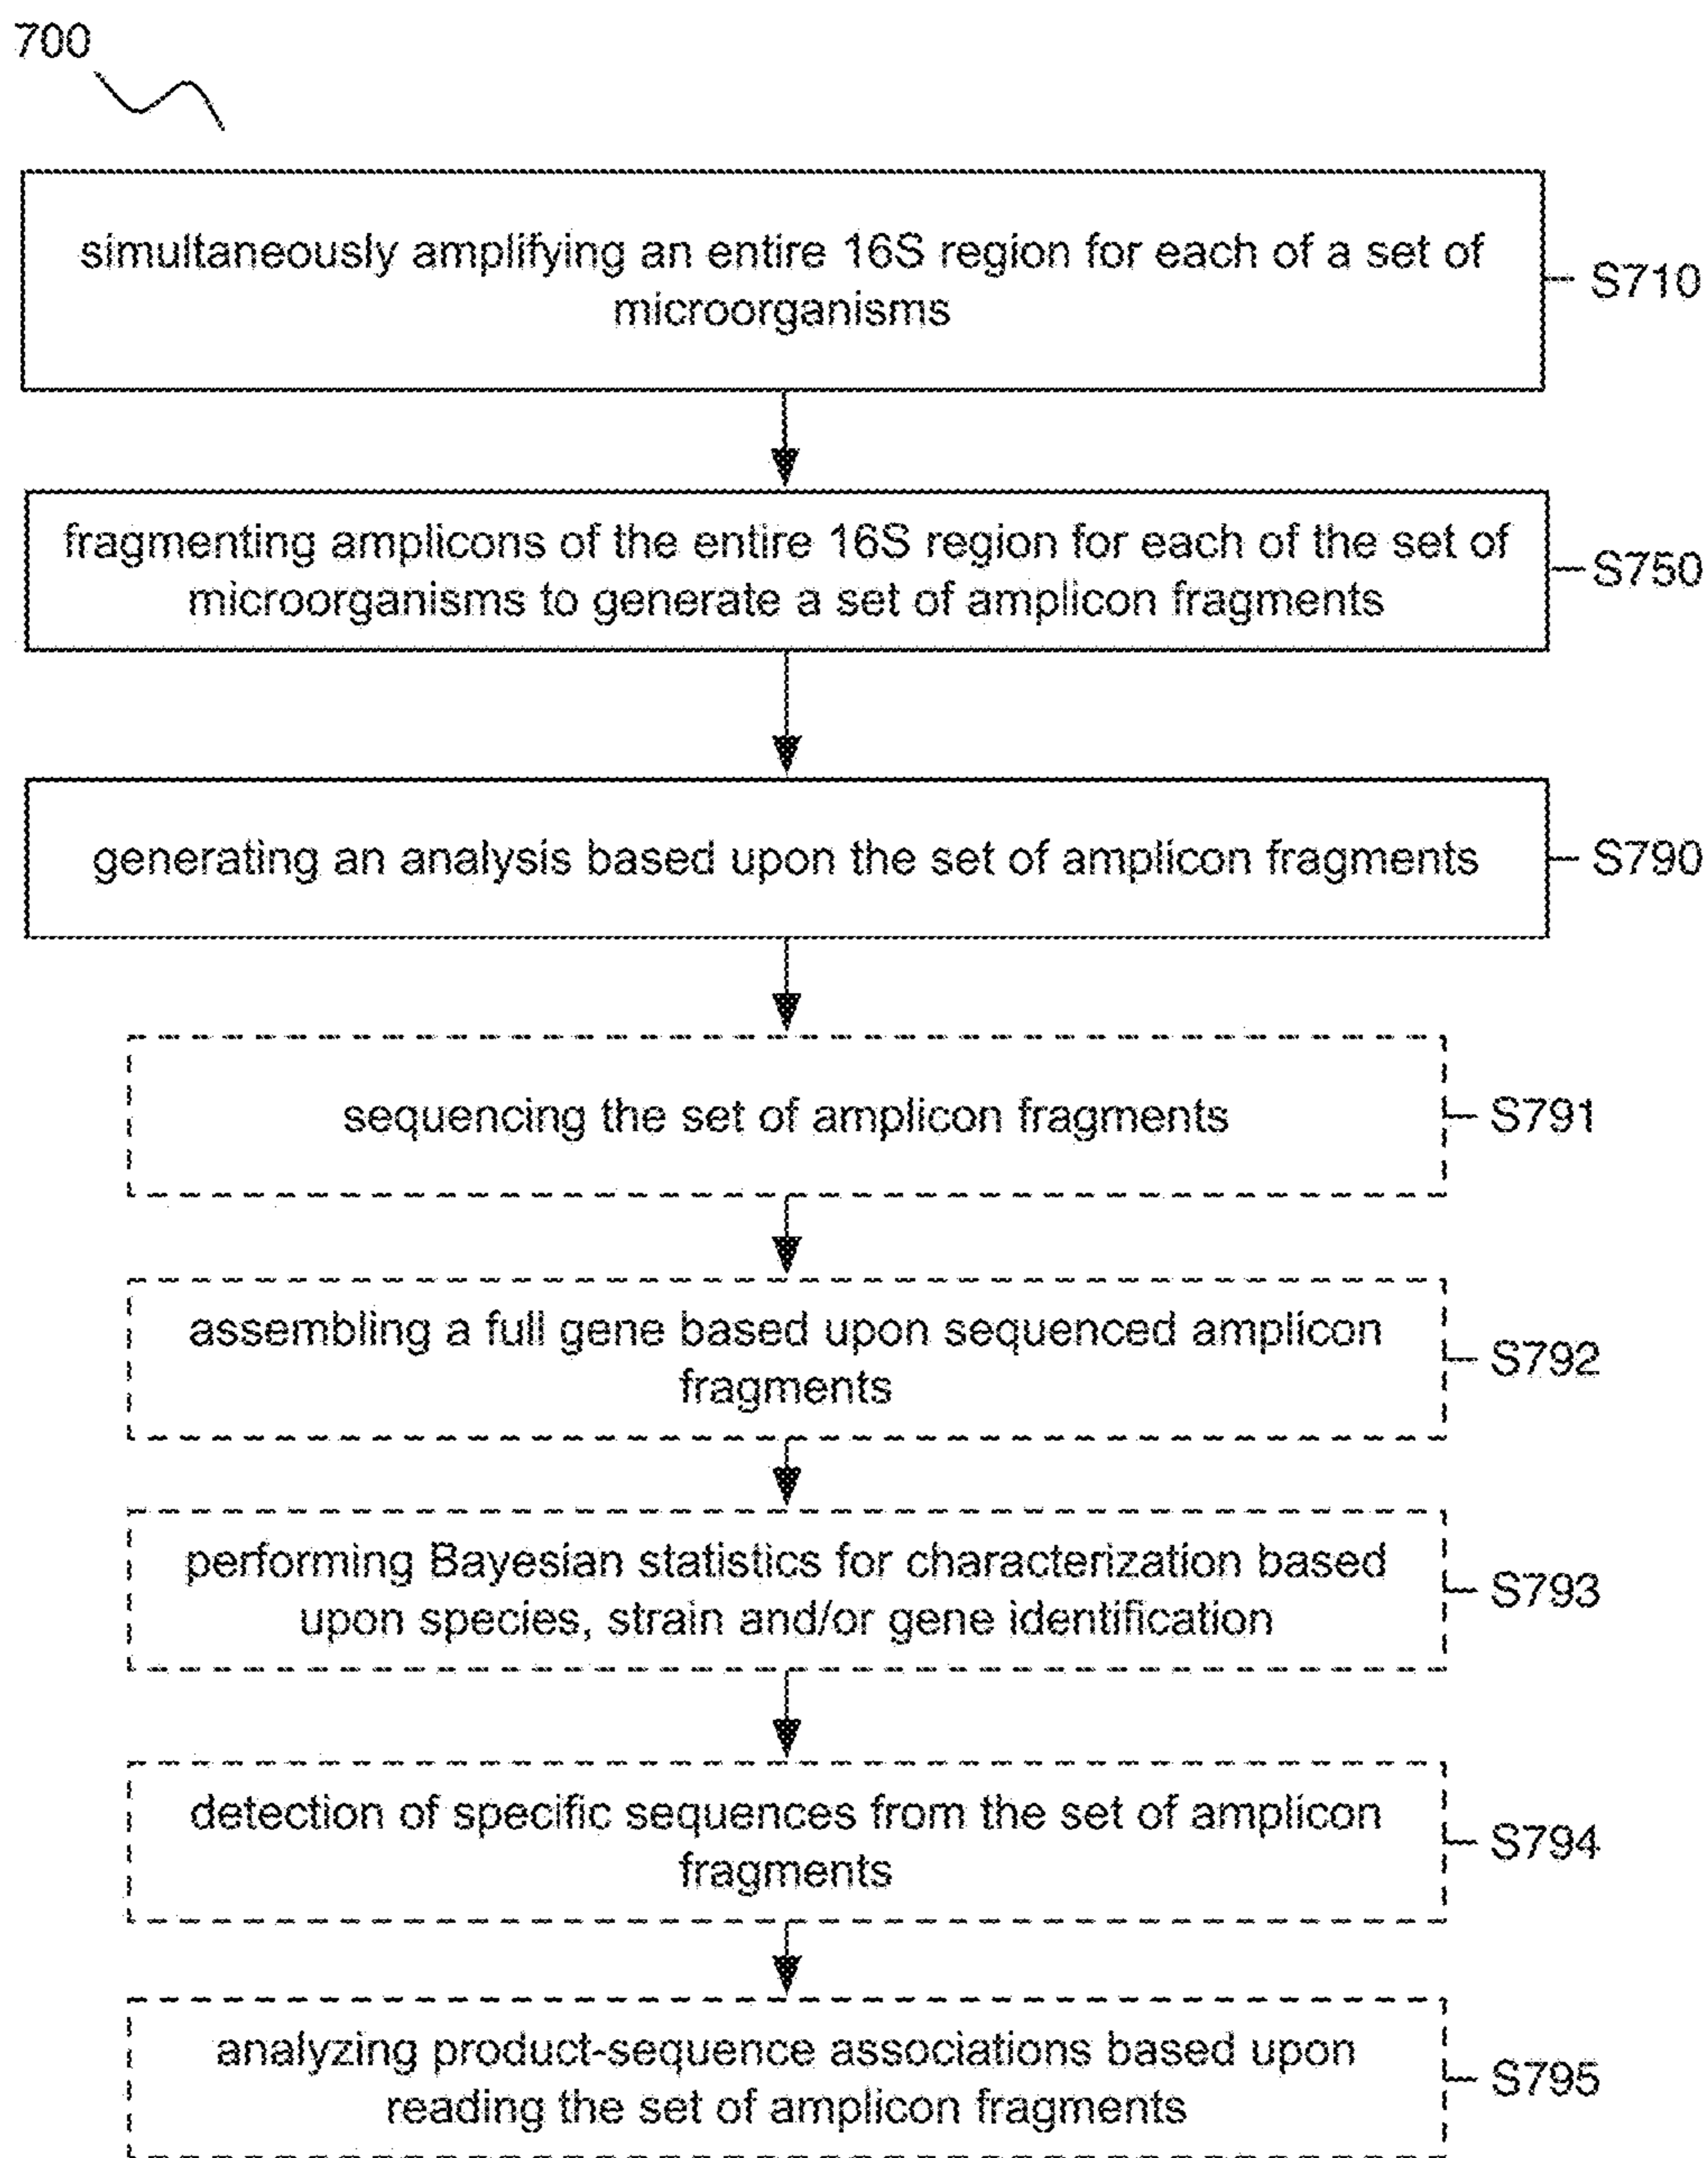 700
simultaneously amplifying an entire 16S region for each of a set of
microorganisms
S710
fragmenting amplicons of the entire 16S region for each of the set of
microorganisms to generate a set of amplicon fragments
S750
generating an analysis based upon the set of amplicon fragments
S790
sequencing the set of amplicon fragments
S791
assembling a full gene based upon sequenced amplicon
fragments
S792
performing Bayesian statistics for characterization based
upon species, strain and/or gene identification
S793
detection of specific sequences from the set of amplicon
fragments
S794
analyzing product-sequence associations based upon
reading the set of amplicon fragments
S795